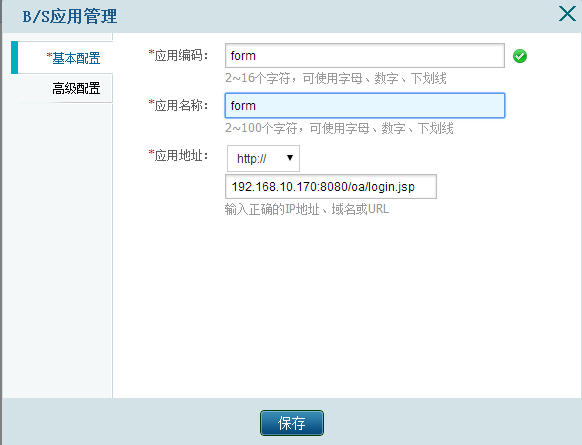 B/S应用管理
*基本配置
高级配置
*应用编码：
form
2~16个字符，可使用字母、数字、下划线
*应用名称：
form
2~100个字符，可使用字母、数字、下划线
*应用地址：
http://
192.168.10.170:8080/oa/login.jsp
输入正确的IP地址、域名或URL
保存